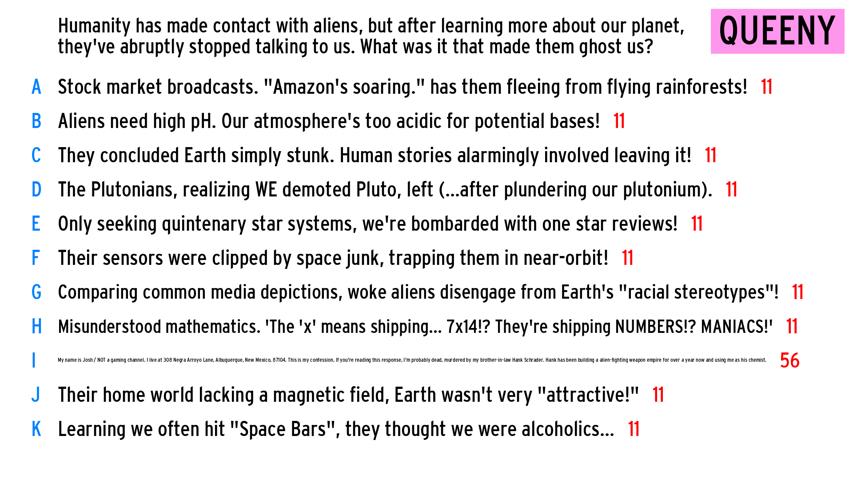 Humanity has made contact with aliens, but after learning more about our planet,
they've abruptly stopped talking to us. What was it that made them ghost us?
QUEENY
A Stock market broadcasts. "Amazon's soaring." has them fleeing from flying rainforests! 11
B Aliens need high pH. Our atmosphere's too acidic for potential bases! 11
C They concluded Earth simply stunk. Human stories alarmingly involved leaving it! 11
D The Plutonians, realizing WE demoted Pluto, left (...after plundering our plutonium). 11
E Only seeking quintenary star systems, we're bombarded with one star reviews! 11
F Their sensors were clipped by space junk, trapping them in near-orbit! 11
G Comparing common media depictions, woke aliens disengage from Earth's "racial stereotypes"! 11
H Misunderstood mathematics. 'The 'x' means shipping... 7x14!? They're shipping NUMBERS!? MANIACS!' 11
I My name is Josh / NOT a gaming channel. I live at 308 Negra Arroyo Lane, Albuquerque, New Mexico, 87104. This is my confession. If you're reading this response, I'm probably dead, murdered by my brother-in-law Hank Schrader. Hank has been building a alien-fighting weapon empire for over a year now and using me as his chemist. 56
J Their home world lacking a magnetic field, Earth wasn't very "attractive!" 11
K Learning we often hit "Space Bars", they thought we were alcoholics... 11